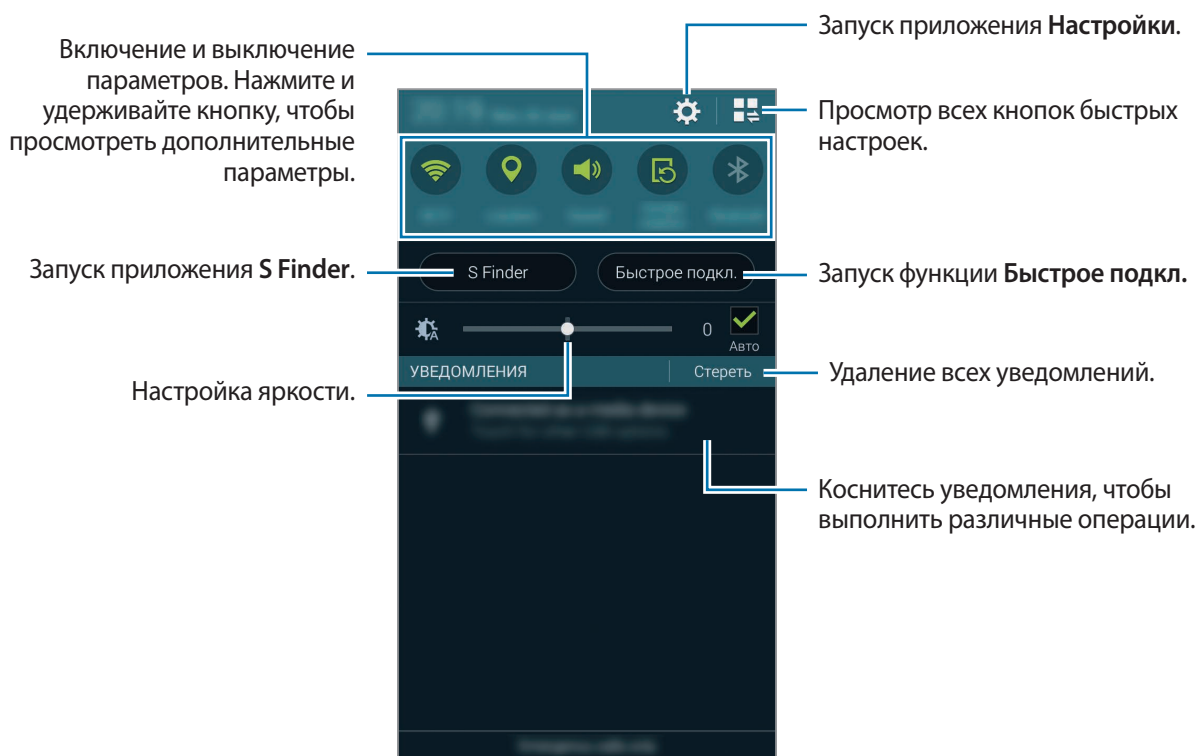 Запуск приложения Настройки.
Включение и выключение
параметров. Нажмите и
удерживайте кнопку, чтобы
просмотреть дополнительные
параметры.
Просмотр всех кнопок быстрых
настроек.
Запуск приложения S Finder.
S Finder
Быстрое подкл.
Запуск функции Быстрое подкл.
0
Авто
УВЕДОМЛЕНИЯ
Стереть
Настройка яркости.
Удаление всех уведомлений.
Коснитесь уведомления, чтобы
выполнить различные операции.